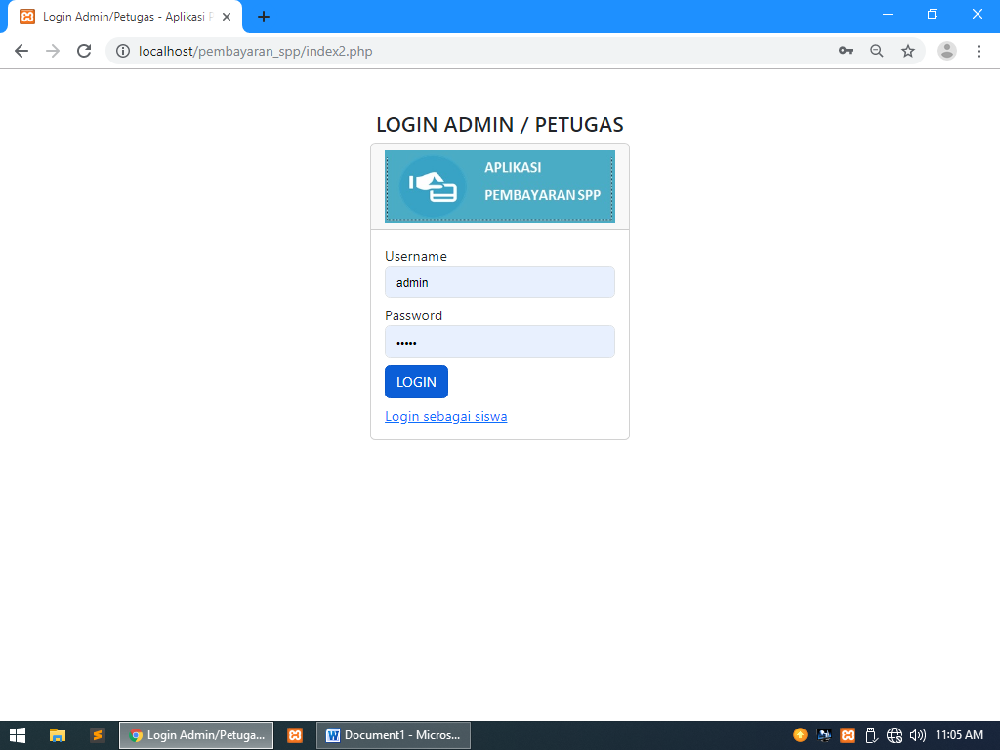 Login Admin/Petugas - Aplikasi P
localhost/pembayaran_spp/index2.php
LOGIN ADMIN / PETUGAS
APLIKASI
PEMBAYARAN SPP
Username
admin
Password
•••••
LOGIN
Login sebagai siswa
Login Admin/Petuga...
Document1 - Micros...
11:05 AM